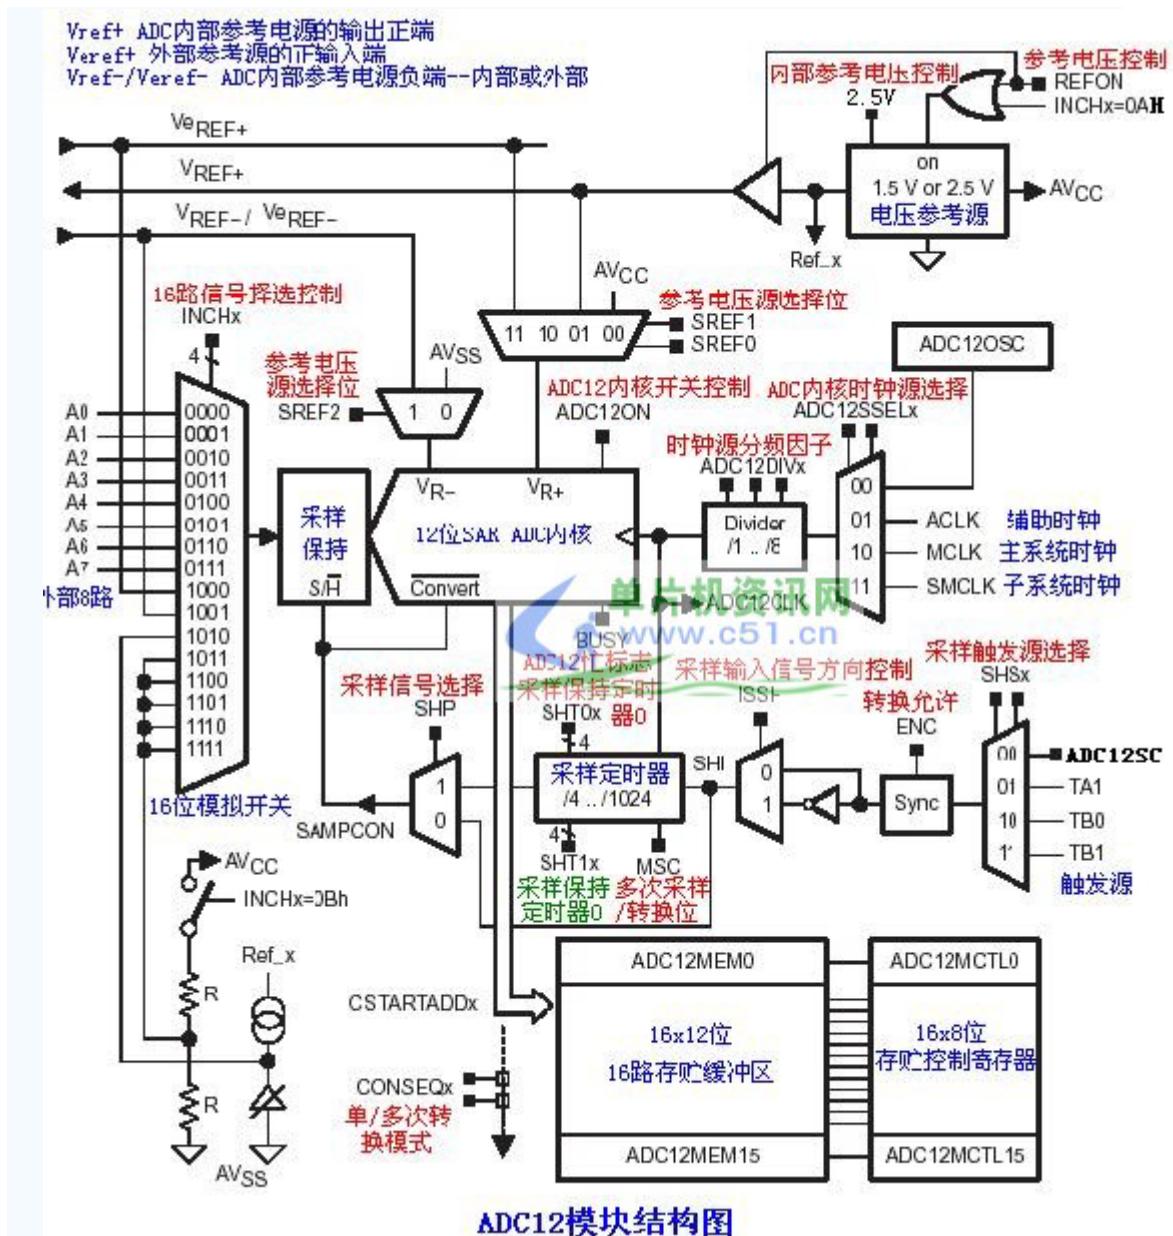 Vref+ ADC内部参考电源的输出正端
Veref+ 外部参考源的正输入端
Vref-/Veref- ADC内部参考电源负端--内部或外部
参考电压控制
内部参考电压控制
2.5V
REFON
INCHx=0AH
VeREF+
VREF+
VREF- / VeREF-
on
1.5 V or 2.5 V
电压参考源
AVCC
Ref_x
16路信号择选控制
INCHx
4
AVCC
参考电压源选择位
SREF1
SREF0
11 10 01 00
ADC12OSC
参考电压
源选择位
SREF2
AVSS
1 0
ADC12内核开关控制
ADC12ON
ADC内核时钟源选择
ADC12SSELx
时钟源分频因子
ADC12DIVx
A0
A1
A2
A3
A4
A5
A6
A7
外部8路
0000
0001
0010
0011
0100
0101
0110
0111
1000
1001
1010
1011
1100
1101
1110
1111
16位模拟开关
采样
保持
S/H
VR-
VR+
12位SAR ADC内核
Convert
Divider
/1 .. /8
00
01
10
11
ACLK 辅助时钟
MCLK 主系统时钟
SMCLK 子系统时钟
ADC12CLK
BUSY
单片机资讯网
www.c51.cn
ADC12忙标志
采样保持定时
器0
SHT0x
4
采样输入信号方向控制
ISSH
采样触发源选择
SHSx
转换允许
ENC
采样信号选择
SHP
1
0
SAMPCON
采样定时器
/4 .. /1024
SHI
0
1
Sync
00
01
10
11
ADC12SC
TA1
TB0
TB1
触发源
4
SHT1x
采样保持
定时器0
MSC
多次采样
/转换位
AVCC
INCHx=0Bh
Ref_x
R
R
AVSS
CSTARTADDx
CONSEQx
单/多次转
换模式
ADC12MEM0
16x12位
16路存贮缓冲区
ADC12MEM15
ADC12MCTL0
16x8位
存贮控制寄存器
ADC12MCTL15
ADC12模块结构图